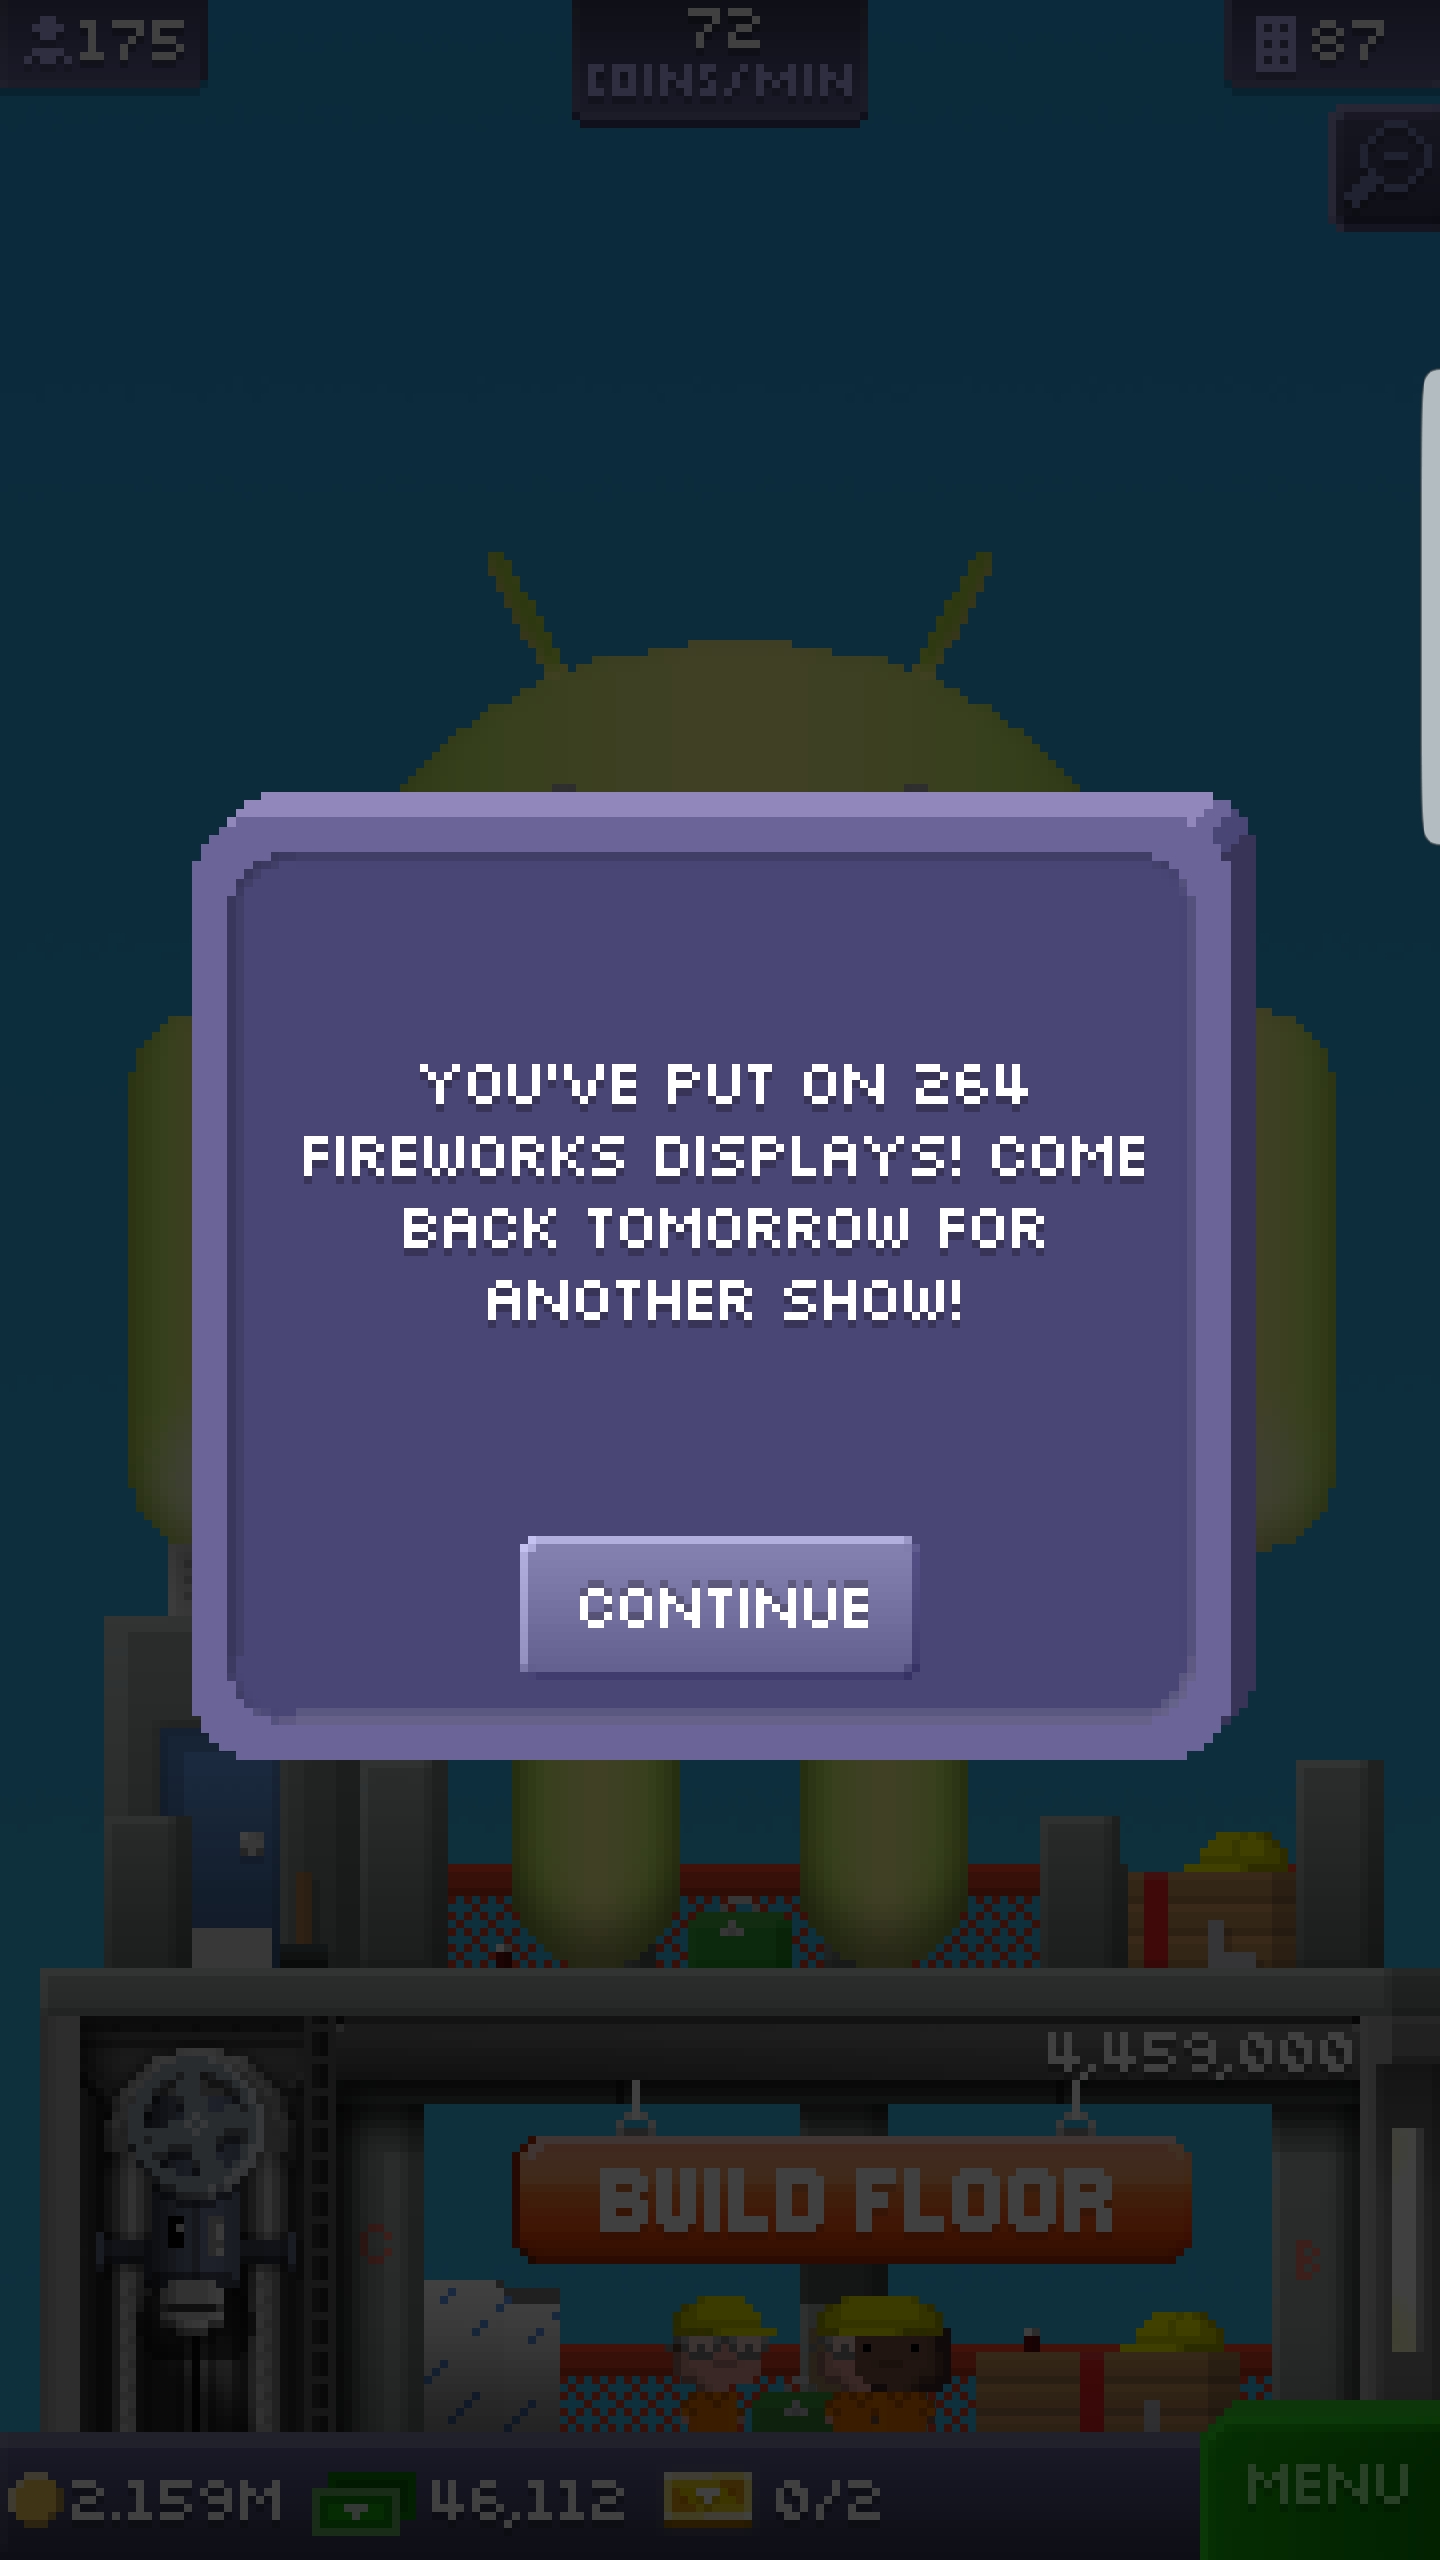 175
72
COINS/MIN
87
YOU'VE PUT ON 264
FIREWORKS DISPLAYS! COME
BACK TOMORROW FOR
ANOTHER SHOW!
CONTINUE
4,459,000
BUILD FLOOR
C
B
2.159M
46,112
0/2
MENU